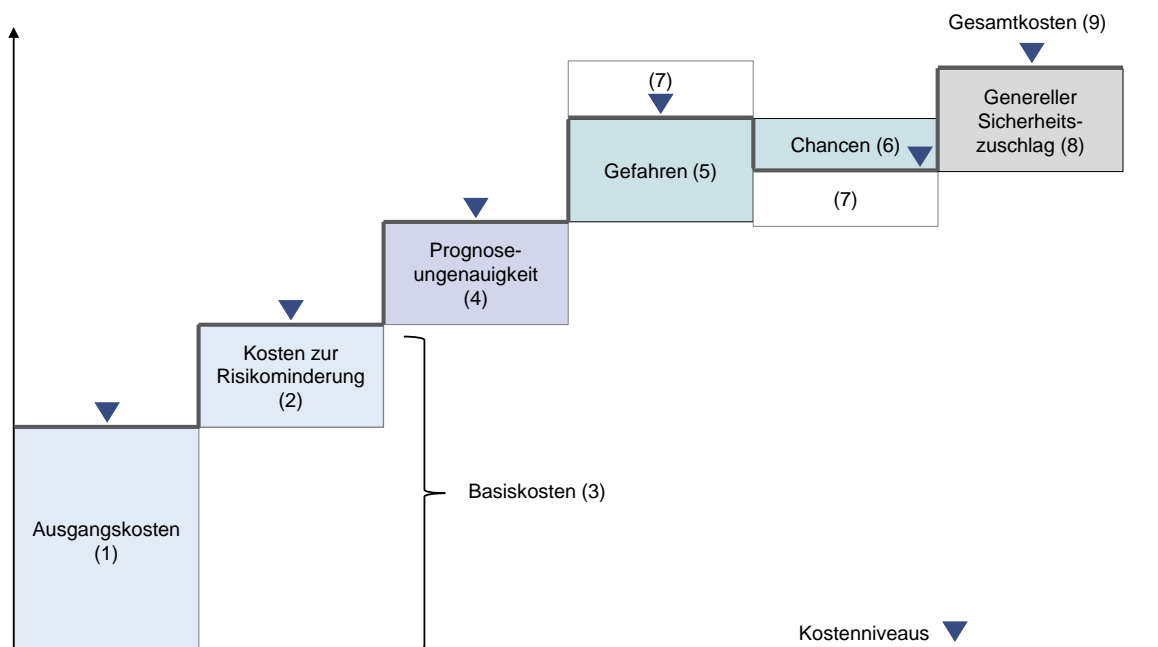 Gesamtkosten (9)
(7)
Genereller
Sicherheits-
zuschlag (8)
Chancen (6)
Gefahren (5)
(7)
Prognose-
ungenauigkeit
(4)
Kosten zur
Risikominderung
(2)
Basiskosten (3)
Ausgangskosten
(1)
Kostenniveaus